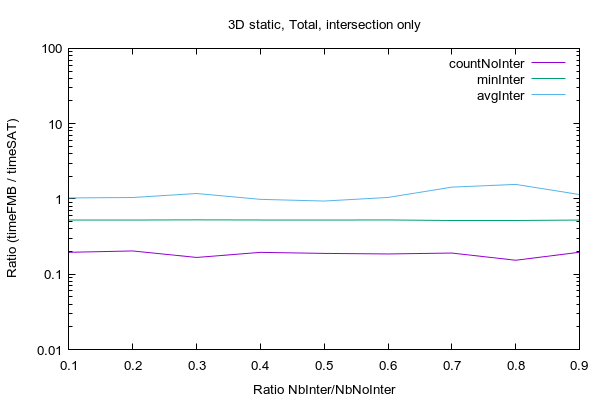 3D static, Total, intersection only
100
10
1
0.1
0.01
Ratio (timeFMB / timeSAT)
countNoInter
minInter
avgInter
0.1 0.2 0.3 0.4 0.5 0.6 0.7 0.8 0.9
Ratio NbInter/NbNoInter